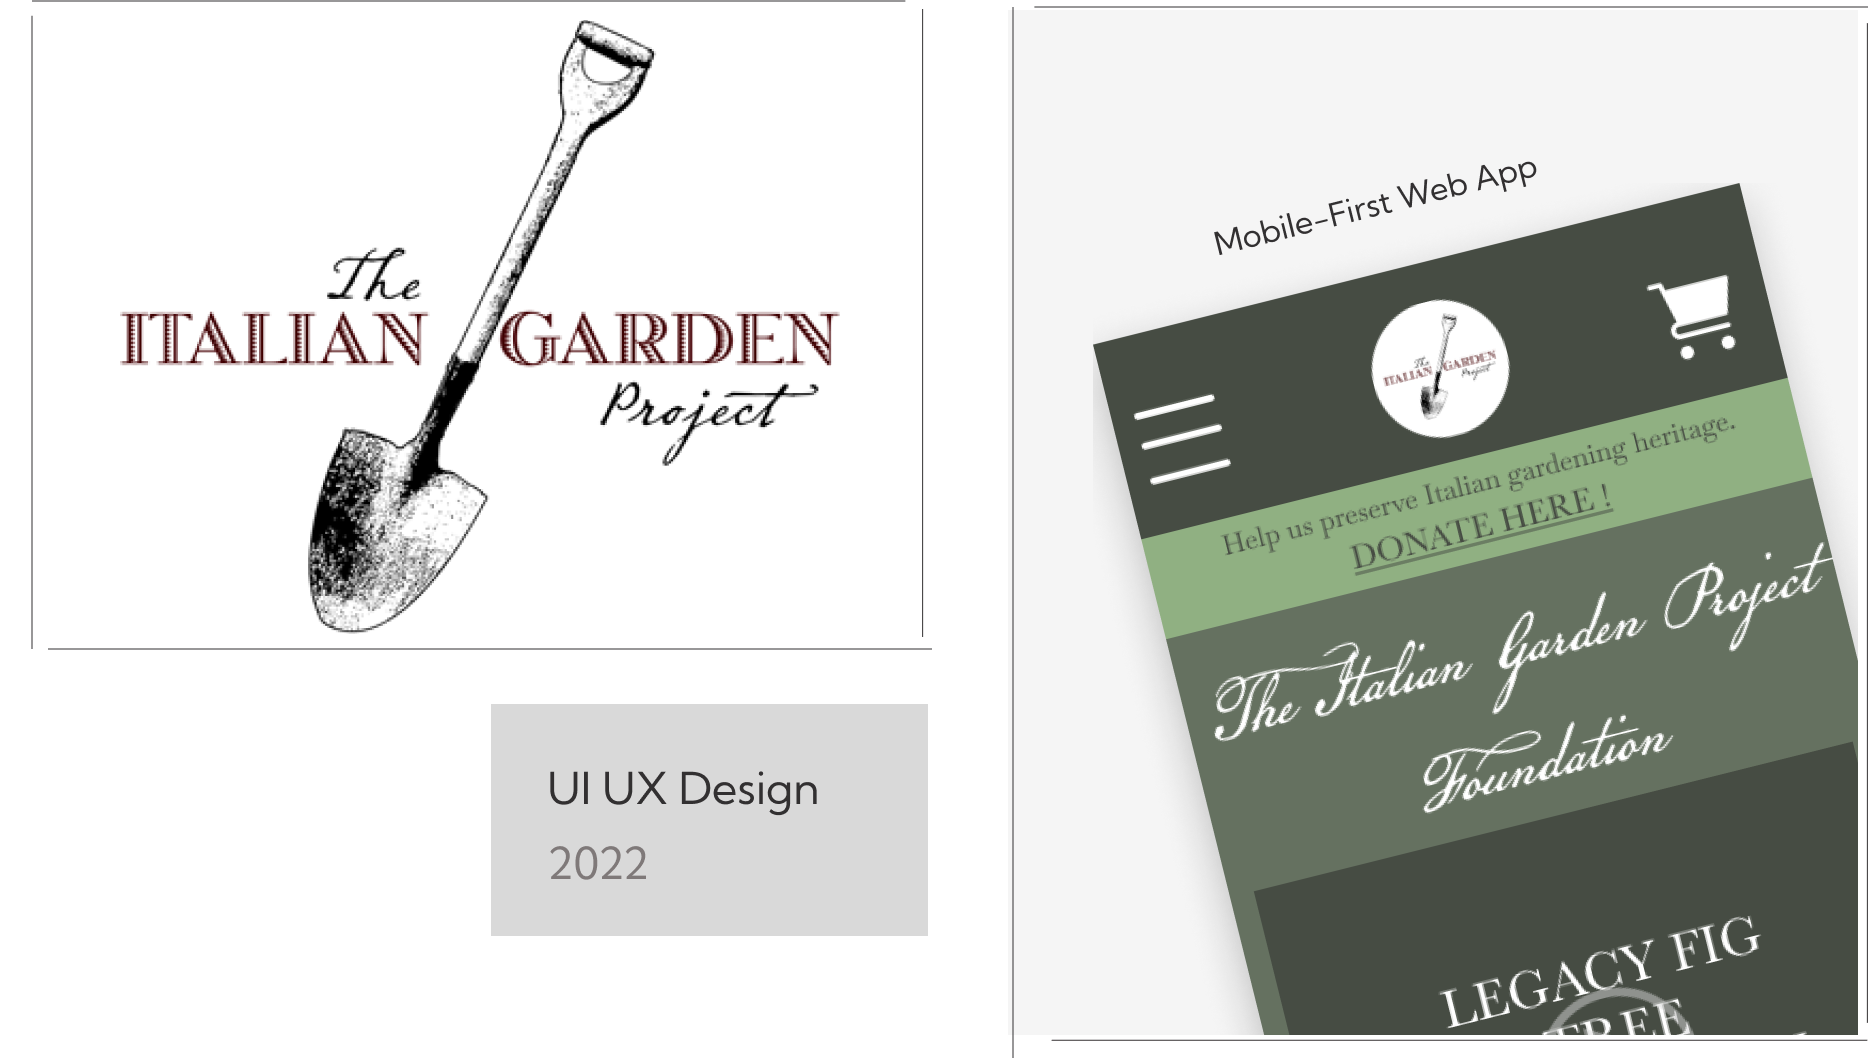 The
ITALIAN GARDEN
Project
UI UX Design
2022
Mobile-First Web App
The
ITALIAN GARDEN
Project
Help us preserve Italian gardening heritage.
DONATE HERE !
The Italian Garden Project
Foundation
LEGACY FIG
TREE